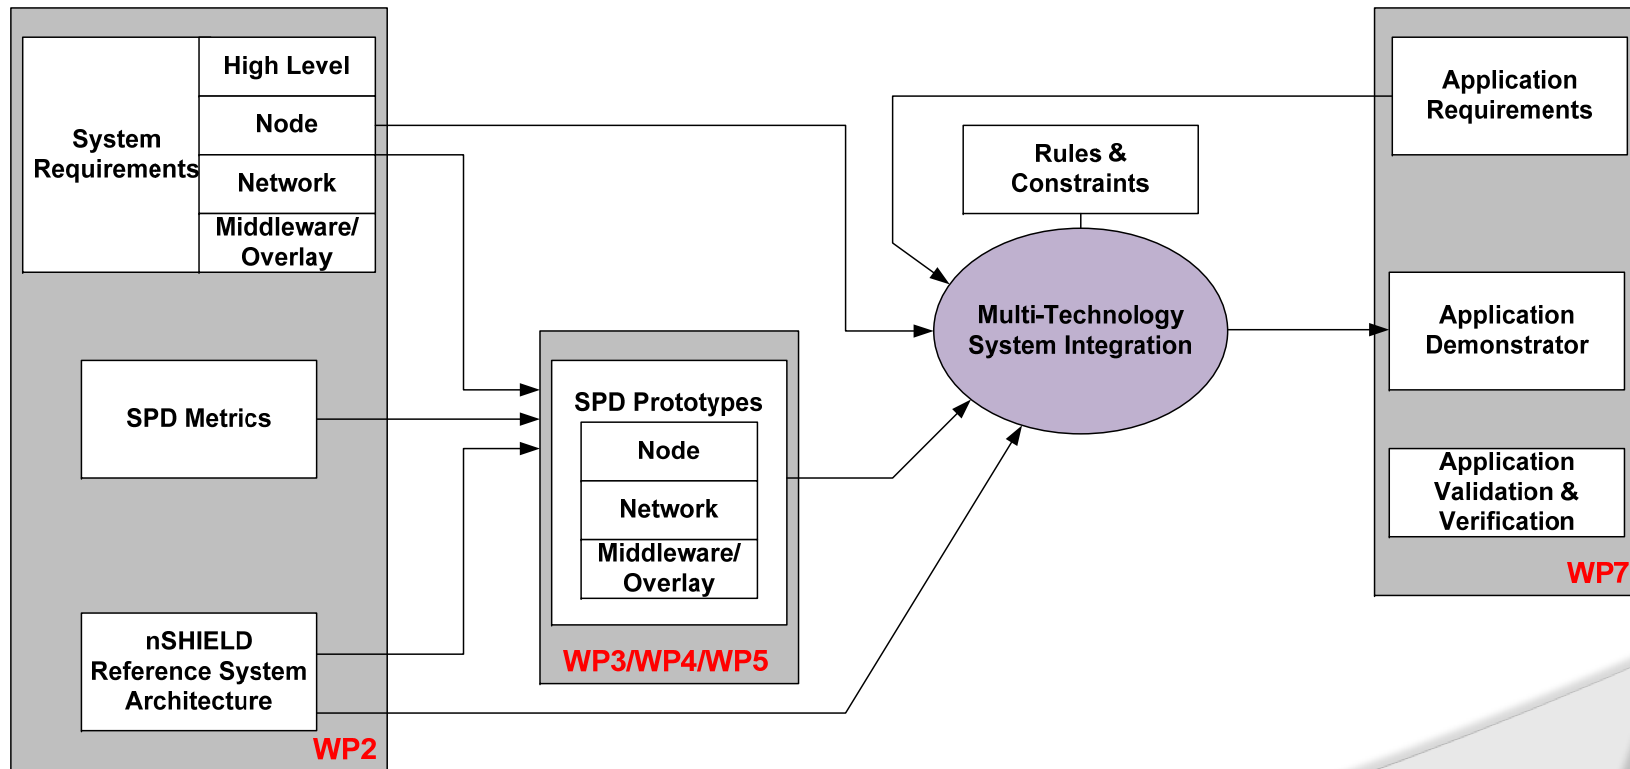 System
Requirements
High Level
Node
Network
Middleware/
Overlay
SPD Metrics
nSHIELD
Reference System
Architecture
WP2
SPD Prototypes
Node
Network
Middleware/
Overlay
WP3/WP4/WP5
Rules &
Constraints
Multi-Technology
System Integration
Application
Requirements
Application
Demonstrator
Application
Validation &
Verification
WP7